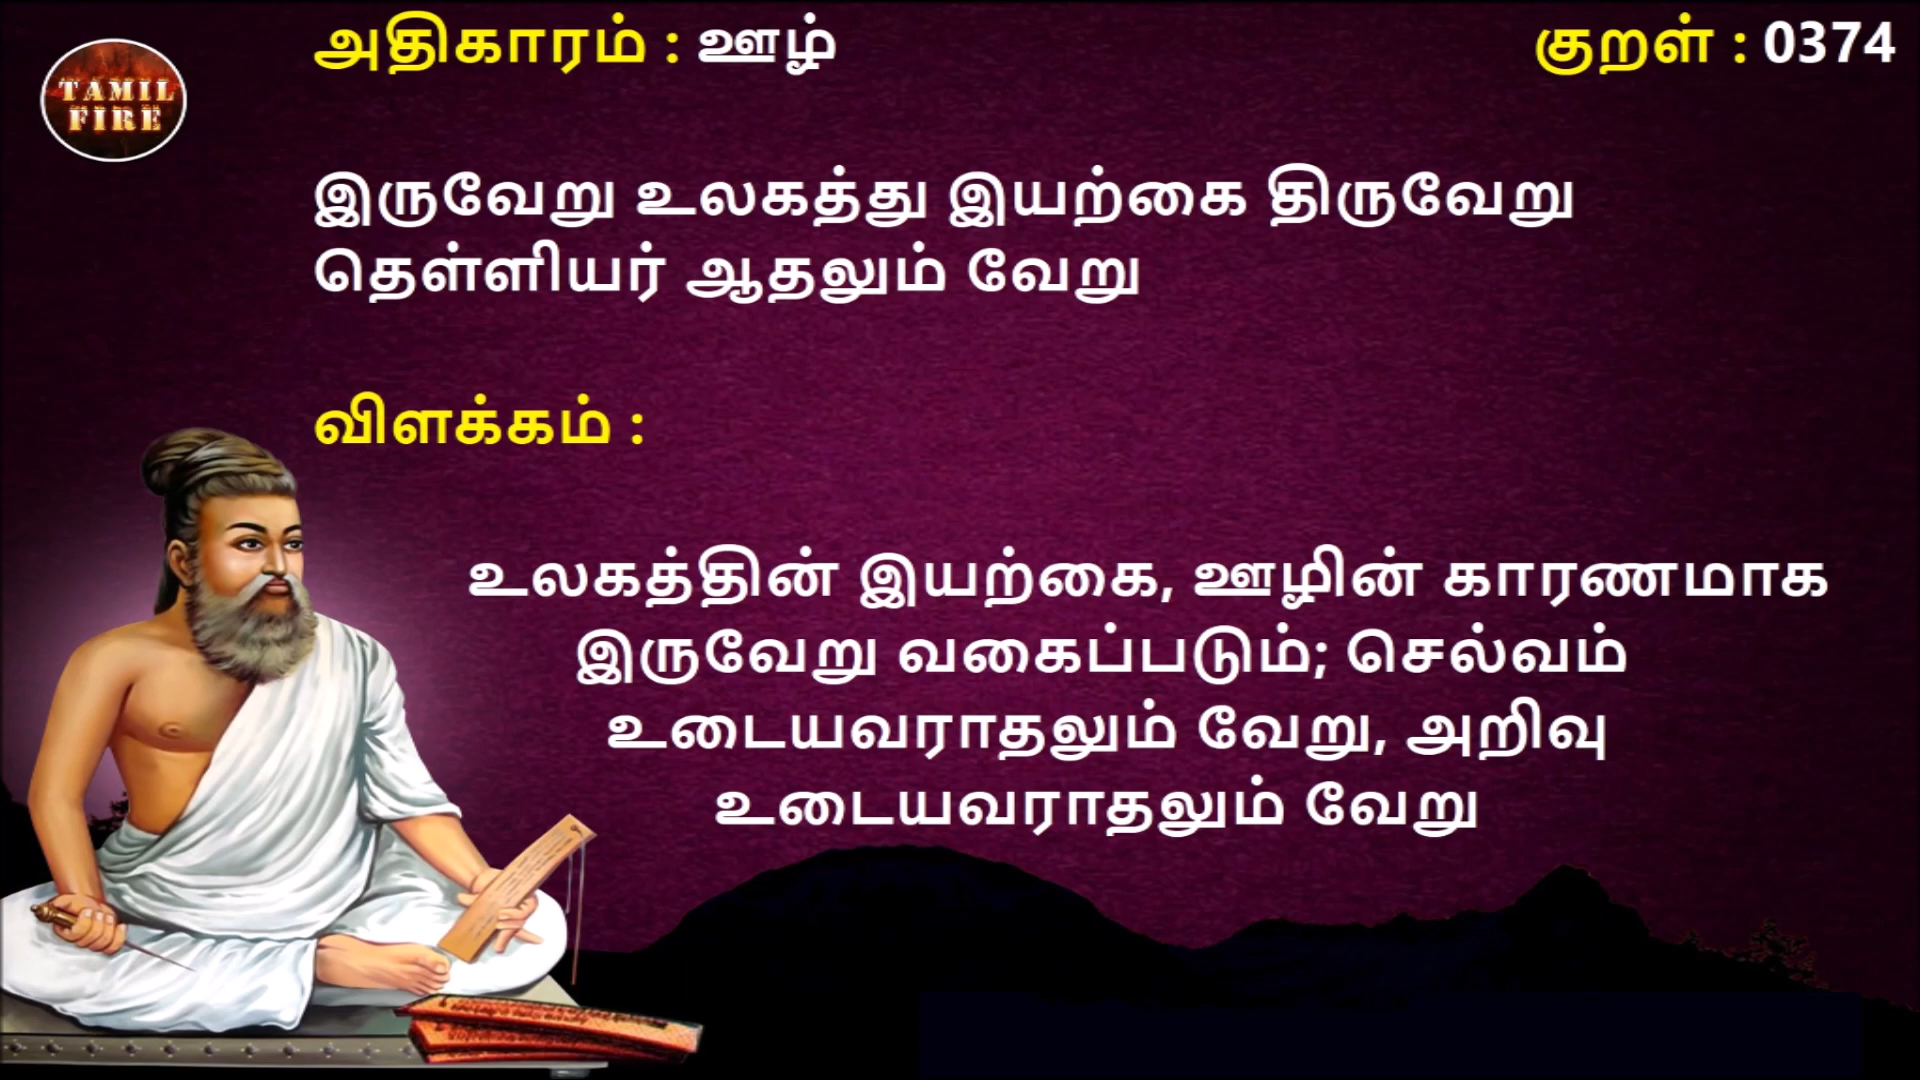 TAMIL
FIRE
அதிகாரம் : ஊழ்
குறள் : 0374
இருவேறு உலகத்து இயற்கை திருவேறு
தெள்ளியர் ஆதலும் வேறு
விளக்கம் :
உலகத்தின் இயற்கை, ஊழின் காரணமாக
இருவேறு வகைப்படும்; செல்வம்
உடையவராதலும் வேறு, அறிவு
உடையவராதலும் வேறு